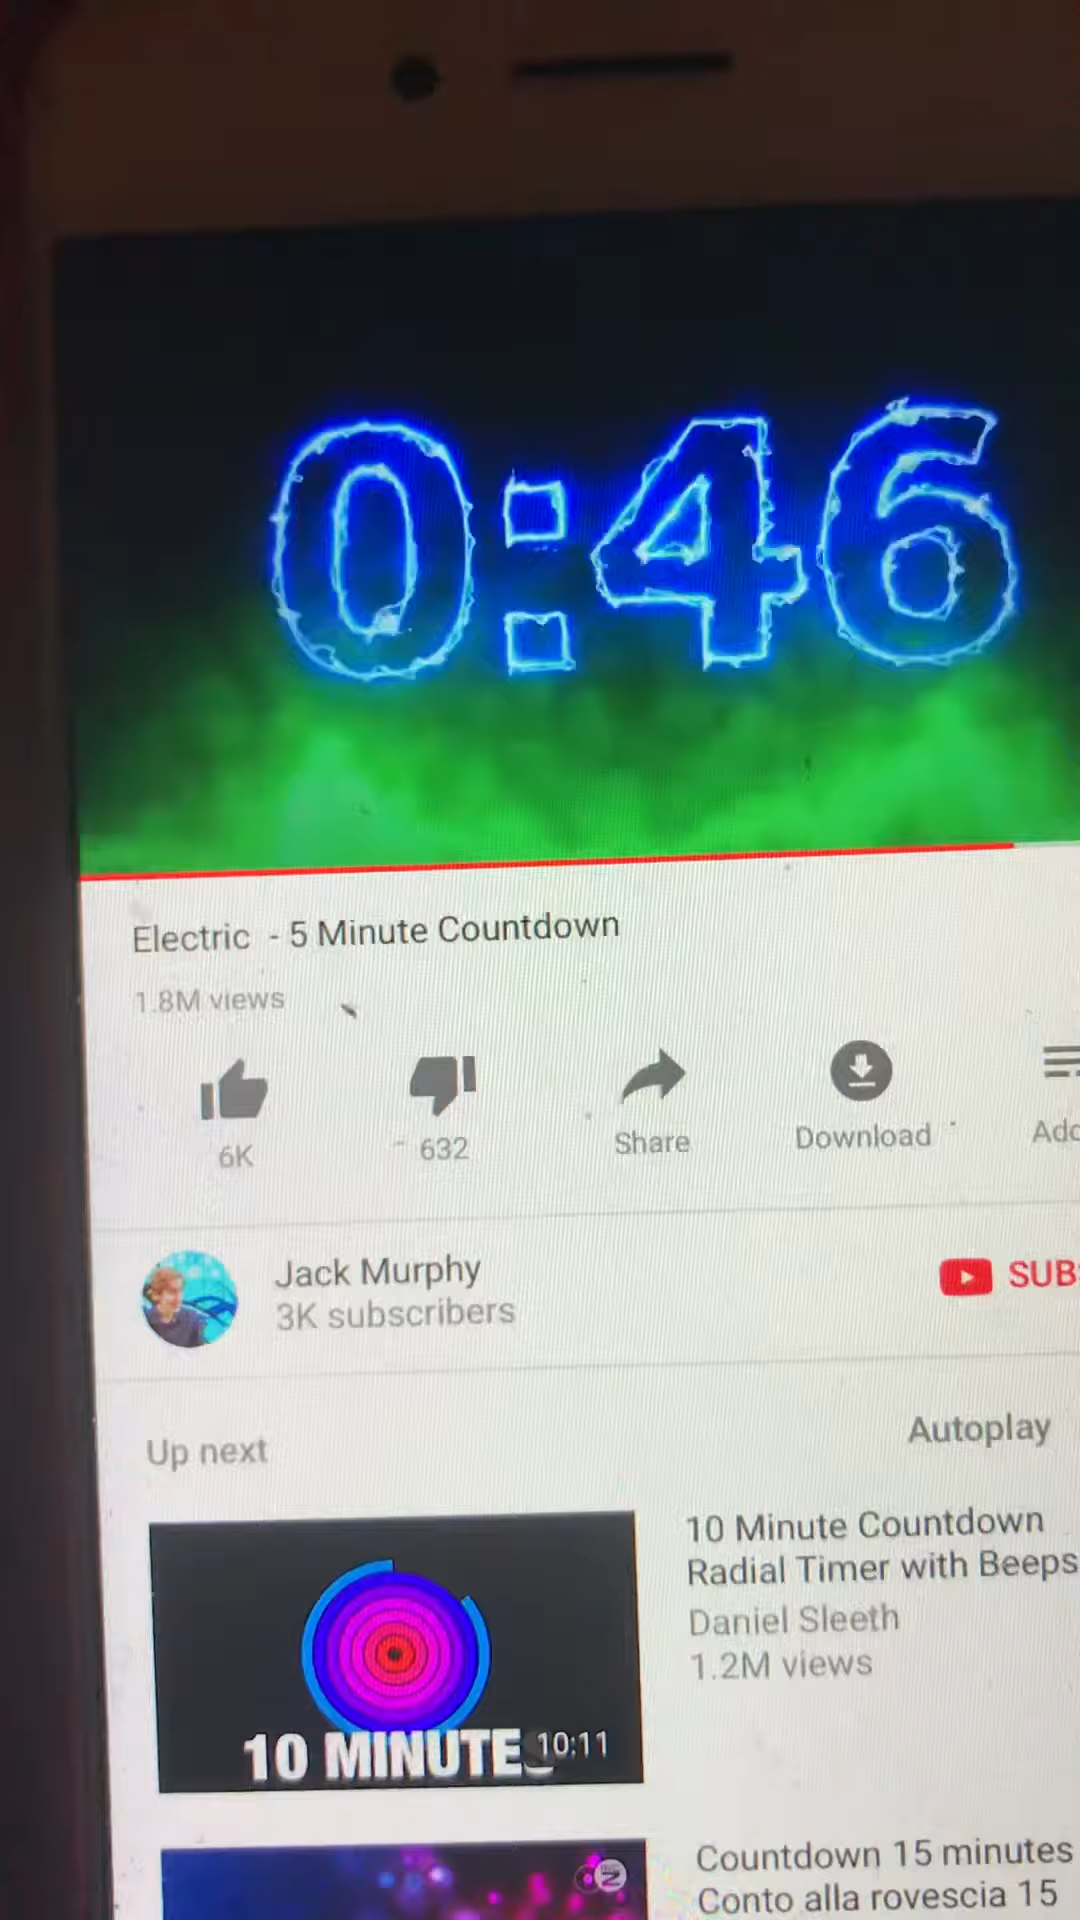 0:46
Electric - 5 Minute Countdown
1.8M views
6K
632
Share
Download
Jack Murphy
3K subscribers
Up next
Autoplay
10 MINUTE
10:11
10 Minute Countdown
Radial Timer with Beeps
Daniel Sleeth
1.2M views
Countdown 15 minutes
Conto alla rovescia 15